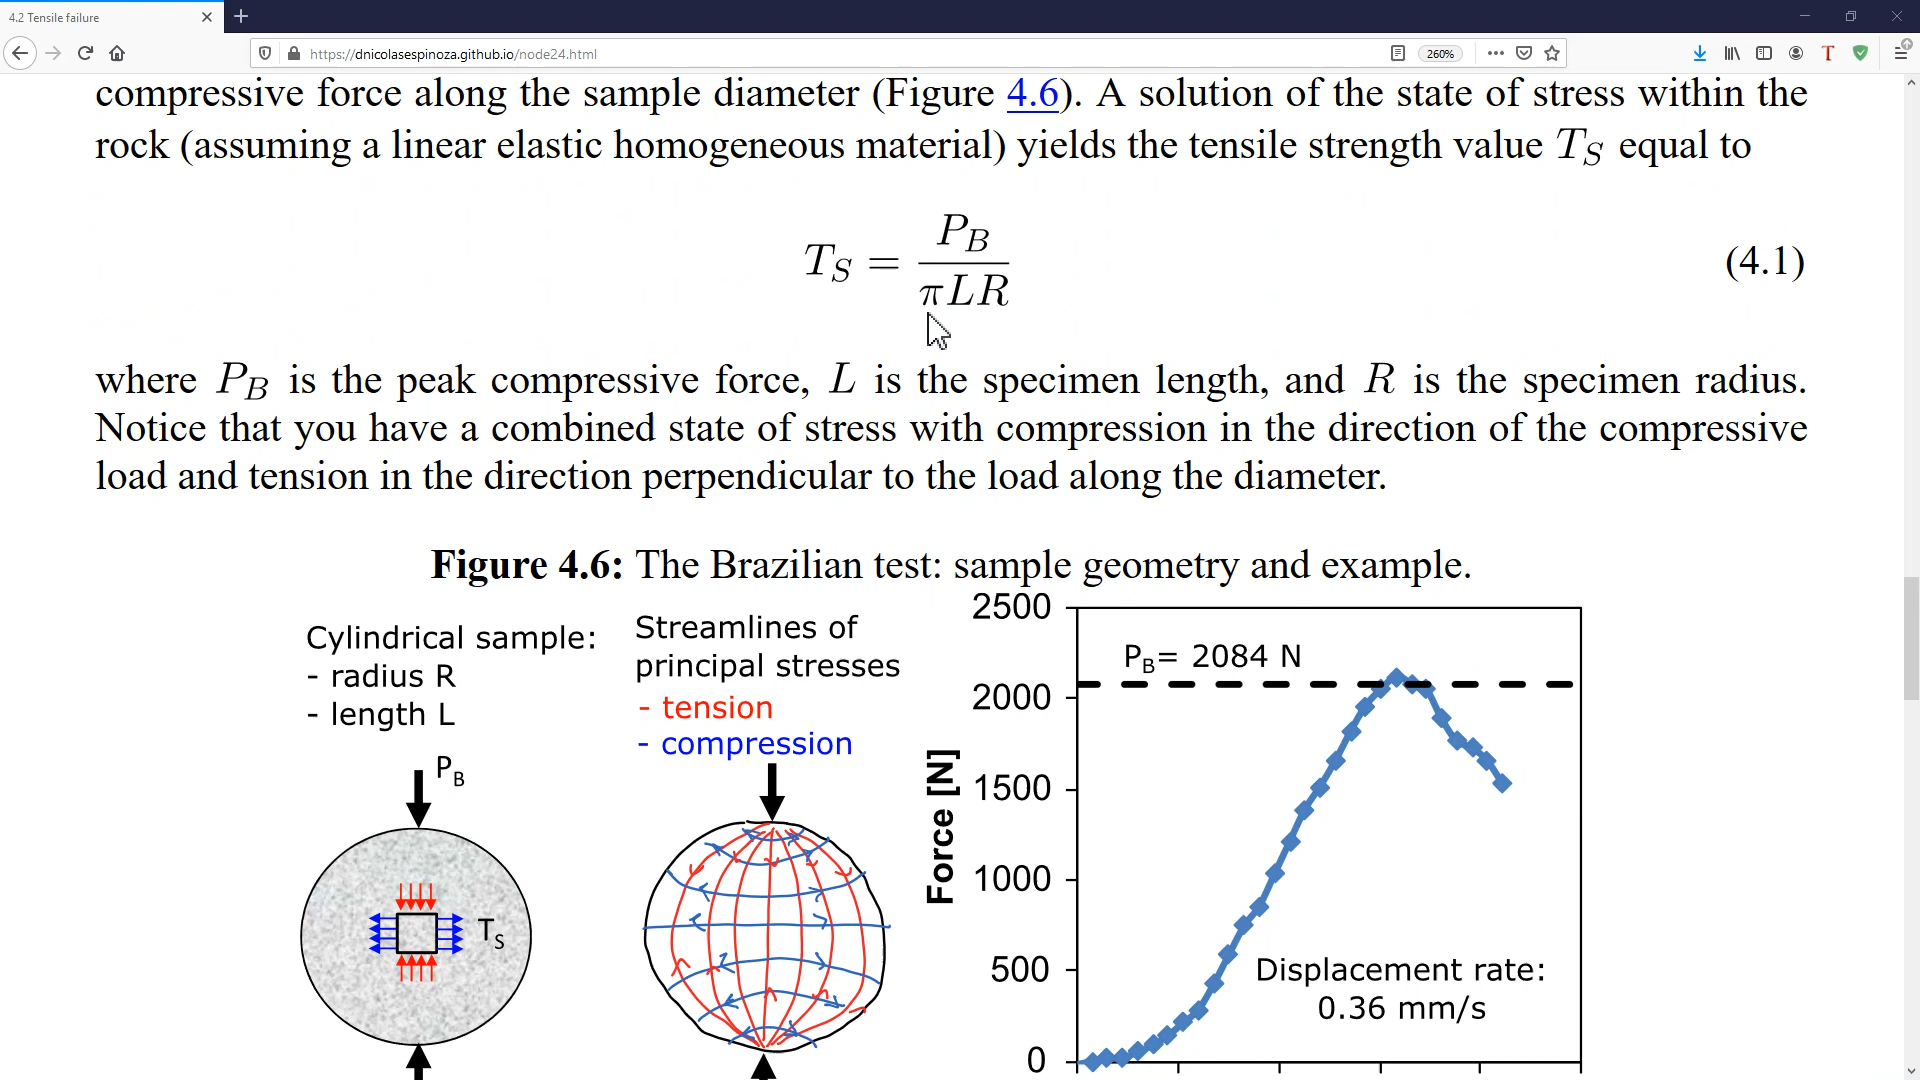 4.2 Tensile failure
https://dnicolasespinoza.github.io/node24.html
260%
compressive force along the sample diameter (Figure 4.6). A solution of the state of stress within the
rock (assuming a linear elastic homogeneous material) yields the tensile strength value T_S equal to
T_S = P_B / πLR (4.1)
where P_B is the peak compressive force, L is the specimen length, and R is the specimen radius.
Notice that you have a combined state of stress with compression in the direction of the compressive
load and tension in the direction perpendicular to the load along the diameter.
Figure 4.6: The Brazilian test: sample geometry and example.
Cylindrical sample:
- radius R
- length L
P_B
T_S
Streamlines of
principal stresses
- tension
- compression
Force [N]
2500
2000
1500
1000
500
0
P_B= 2084 N
Displacement rate:
0.36 mm/s